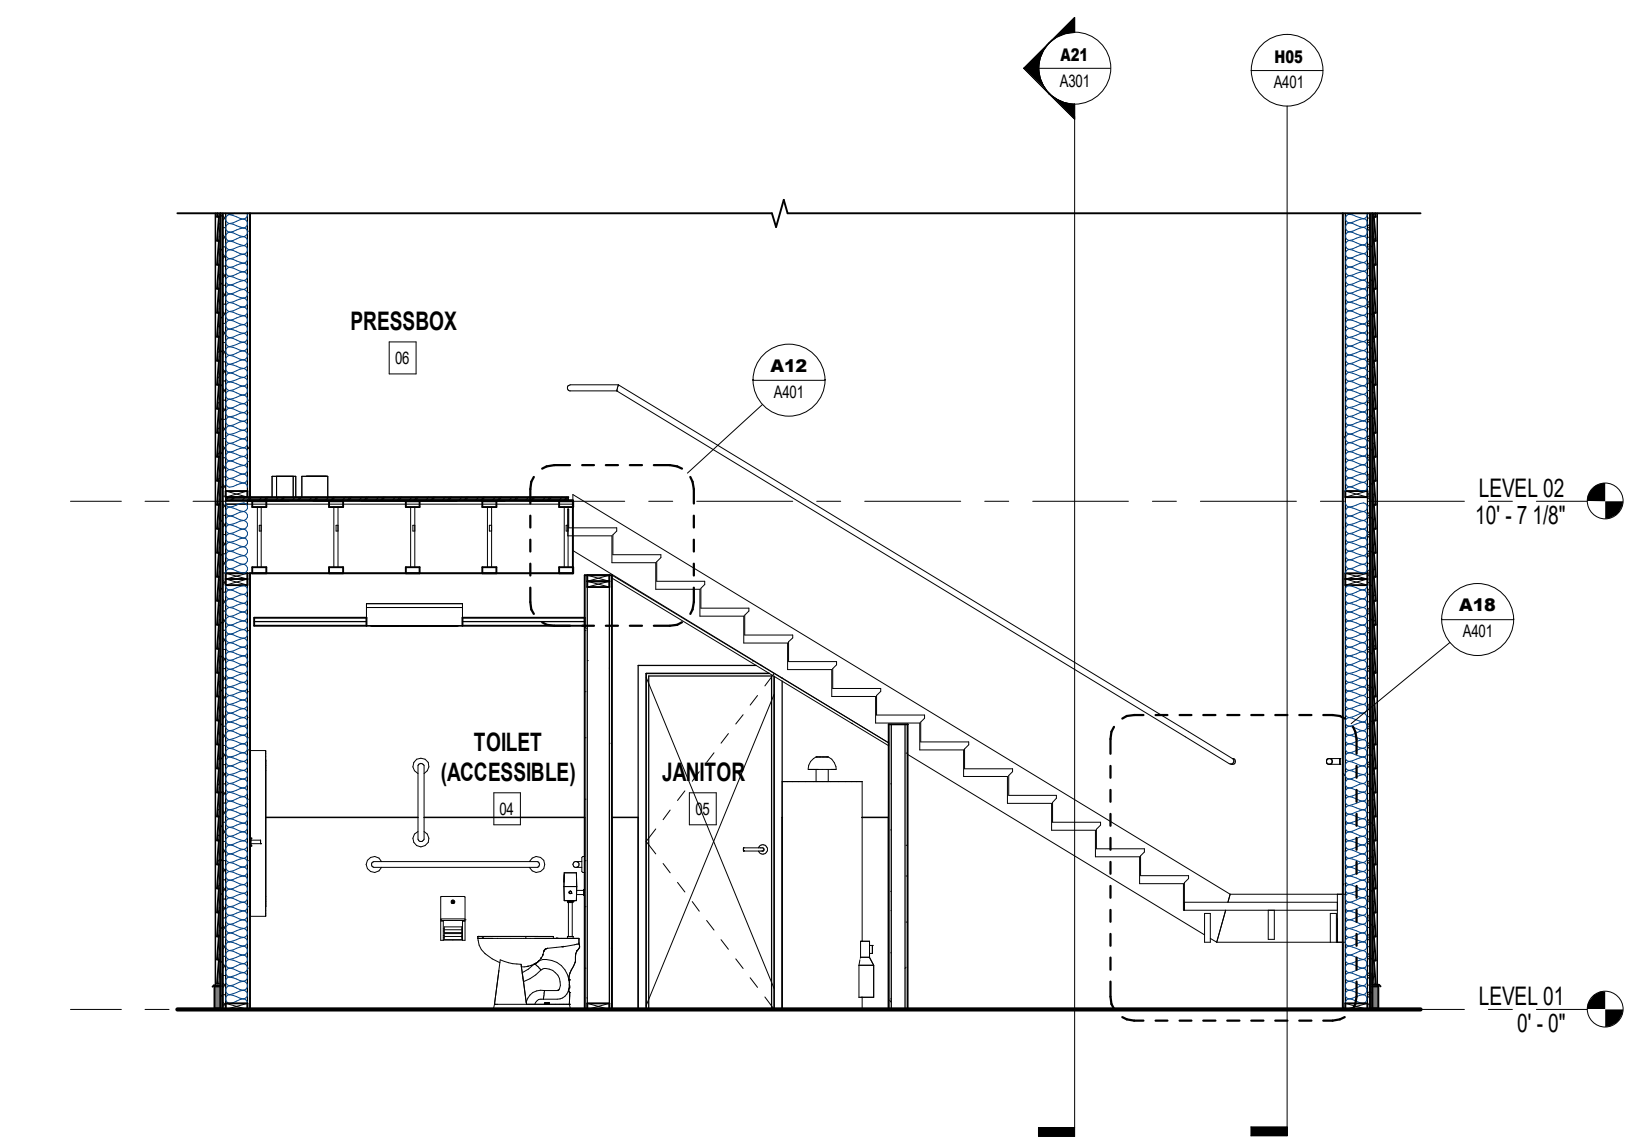 A21
A301
H05
A401
PRESSBOX
06
A12
A401
LEVEL 02
10' - 7 1/8"
A18
A401
TOILET
(ACCESSIBLE)
04
JANITOR
05
LEVEL 01
0' - 0"